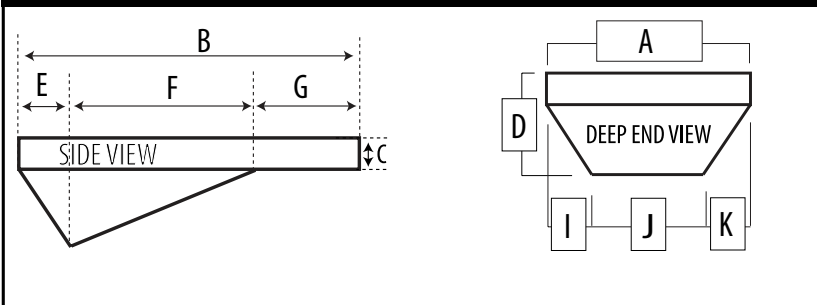 B
A
E F G
D
SIDE VIEW
C
DEEP END VIEW
I J K